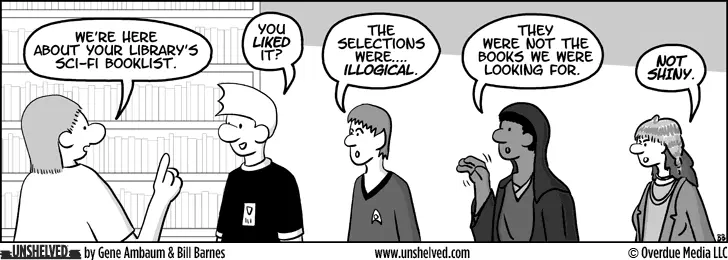 WE'RE HERE
ABOUT YOUR LIBRARY'S
SCI-FI BOOKLIST.
YOU
LIKED
IT?
THE
SELECTIONS
WERE....
ILLOGICAL.
THEY
WERE NOT THE
BOOKS WE WERE
LOOKING FOR.
NOT
SHINY.
UNSHELVED by Gene Ambaum & Bill Barnes
www.unshelved.com
© Overdue Media LLC